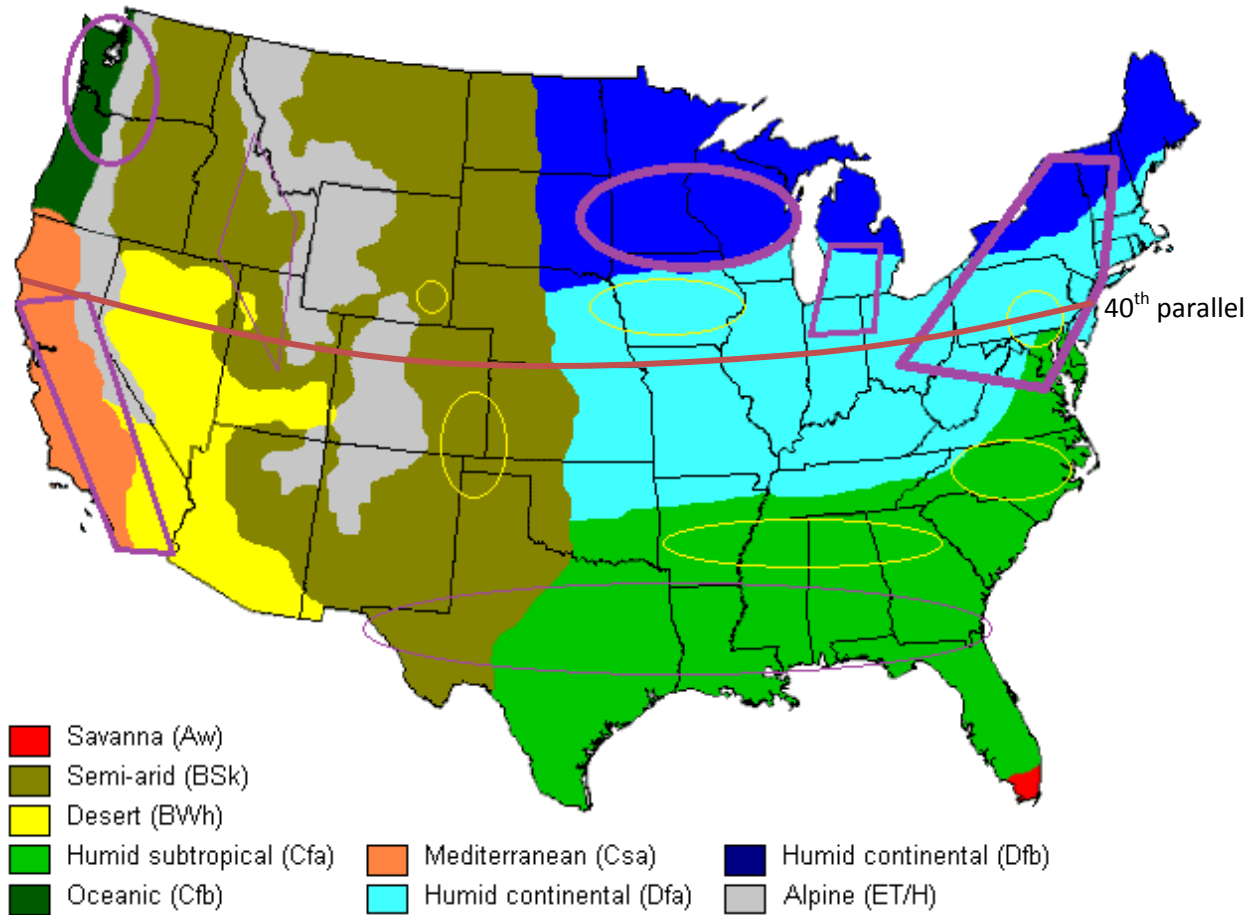 40th parallel
Savanna (Aw)
Semi-arid (BSk)
Desert (BWh)
Humid subtropical (Cfa)
Mediterranean (Csa)
Humid continental (Dfb)
Oceanic (Cfb)
Humid continental (Dfa)
Alpine (ET/H)